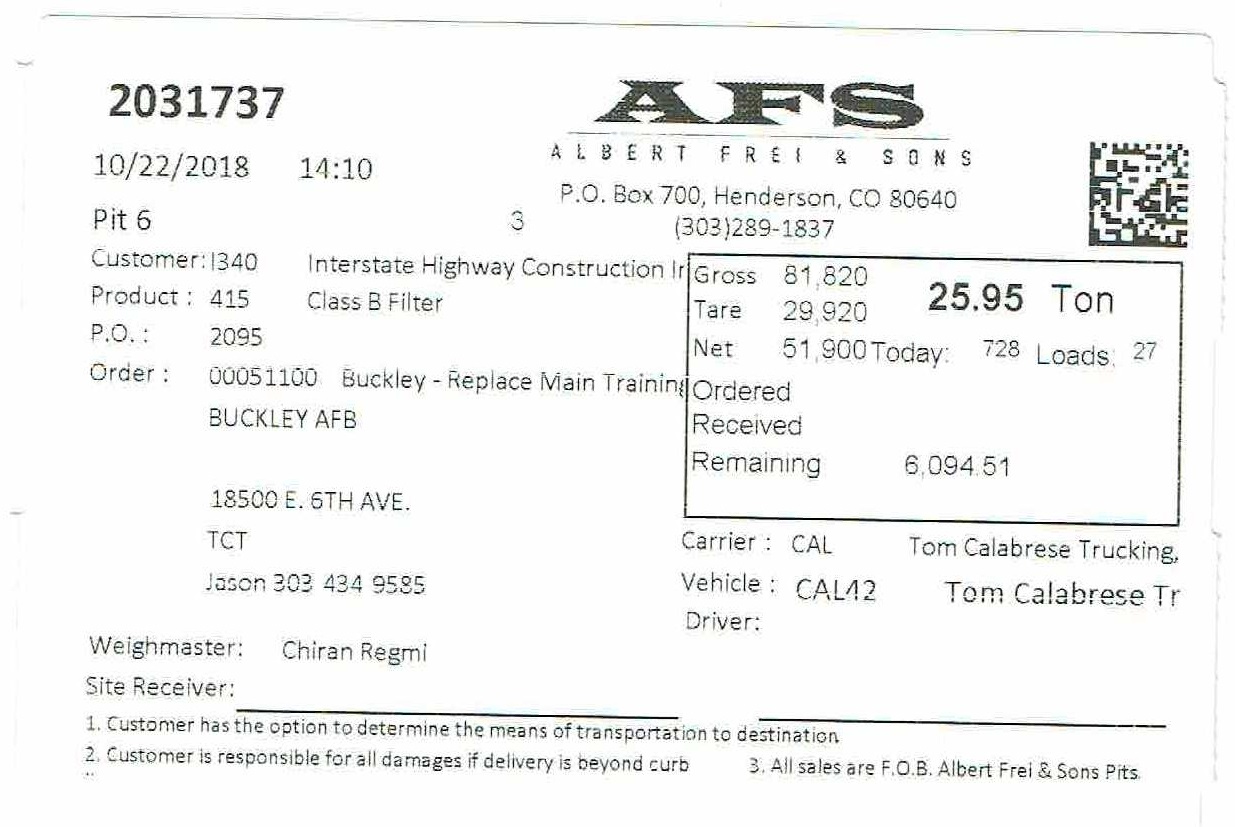 2031737
AFS
ALBERT FREI & SONS
10/22/2018 14:10
P.O. Box 700, Henderson, CO 80640
(303)289-1837
Pit 6 3
Customer: I340 Interstate Highway Construction Ir
Product : 415 Class B Filter
P.O. : 2095
Order : 00051100 Buckley - Replace Main Training
BUCKLEY AFB
18500 E. 6TH AVE.
TCT
Jason 303 434 9585
Gross 81,820 25.95 Ton
Tare 29,920
Net 51,900 Today: 728 Loads: 27
Ordered
Received
Remaining 6,094.51
Carrier : CAL Tom Calabrese Trucking,
Vehicle : CAL42 Tom Calabrese Tr
Driver:
Weighmaster: Chiran Regmi
Site Receiver:
1. Customer has the option to determine the means of transportation to destination
2. Customer is responsible for all damages if delivery is beyond curb 3. All sales are F.O.B. Albert Frei & Sons Pits.